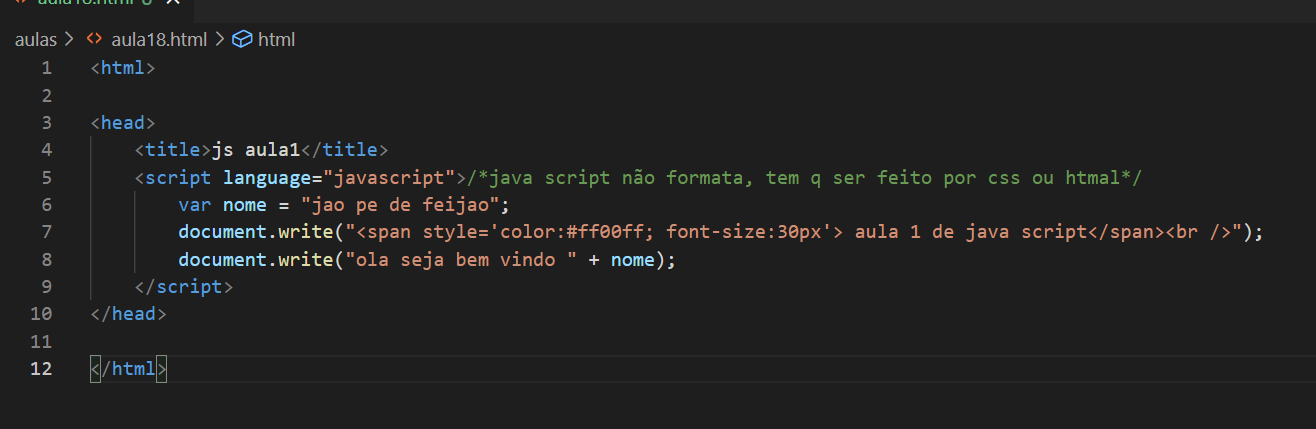 aulas > aula18.html > html
1 <html>
2
3 <head>
4 <title>js aula1</title>
5 <script language="javascript">/*java script não formata, tem q ser feito por css ou htmal*/
6 var nome = "jao pe de feijao";
7 document.write("<span style='color:#ff00ff; font-size:30px'> aula 1 de java script</span><br />");
8 document.write("ola seja bem vindo " + nome);
9 </script>
10 </head>
11
12 </html>